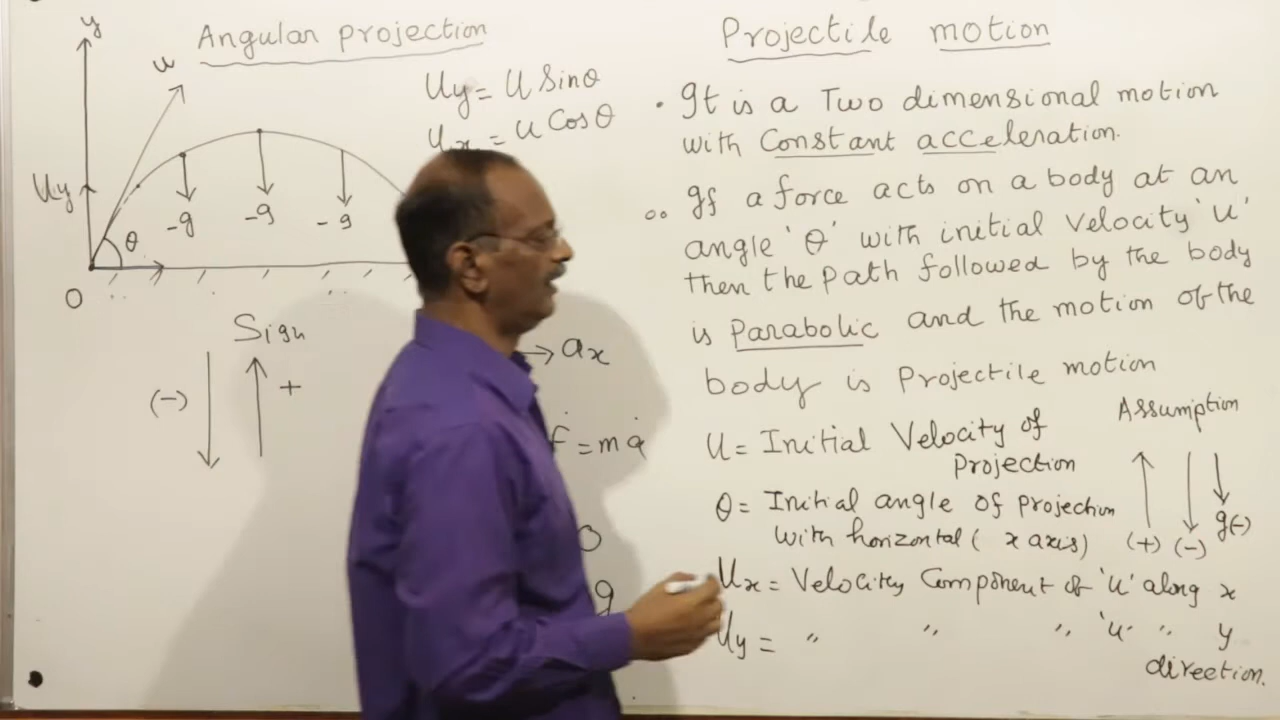 y
Angular projection
u
Uy = U Sinθ
Ux = u Cosθ
Uy
-g
-g
-g
θ
O
Sign
(-)
+
ax
F = ma
0
g
Projectile motion
• It is a Two dimensional motion
with Constant acceleration.
If a force acts on a body at an
angle 'θ' with initial velocity 'u'
then the path followed by the body
is Parabolic and the motion of the
body is Projectile motion
Assumption
U = Initial Velocity of
Projection
θ = Initial angle of projection
with horizontal ( x axis)
(+) (-) g(-)
Ux = Velocity Component of 'u' along x
Uy = " " " 'u' " y
direction.